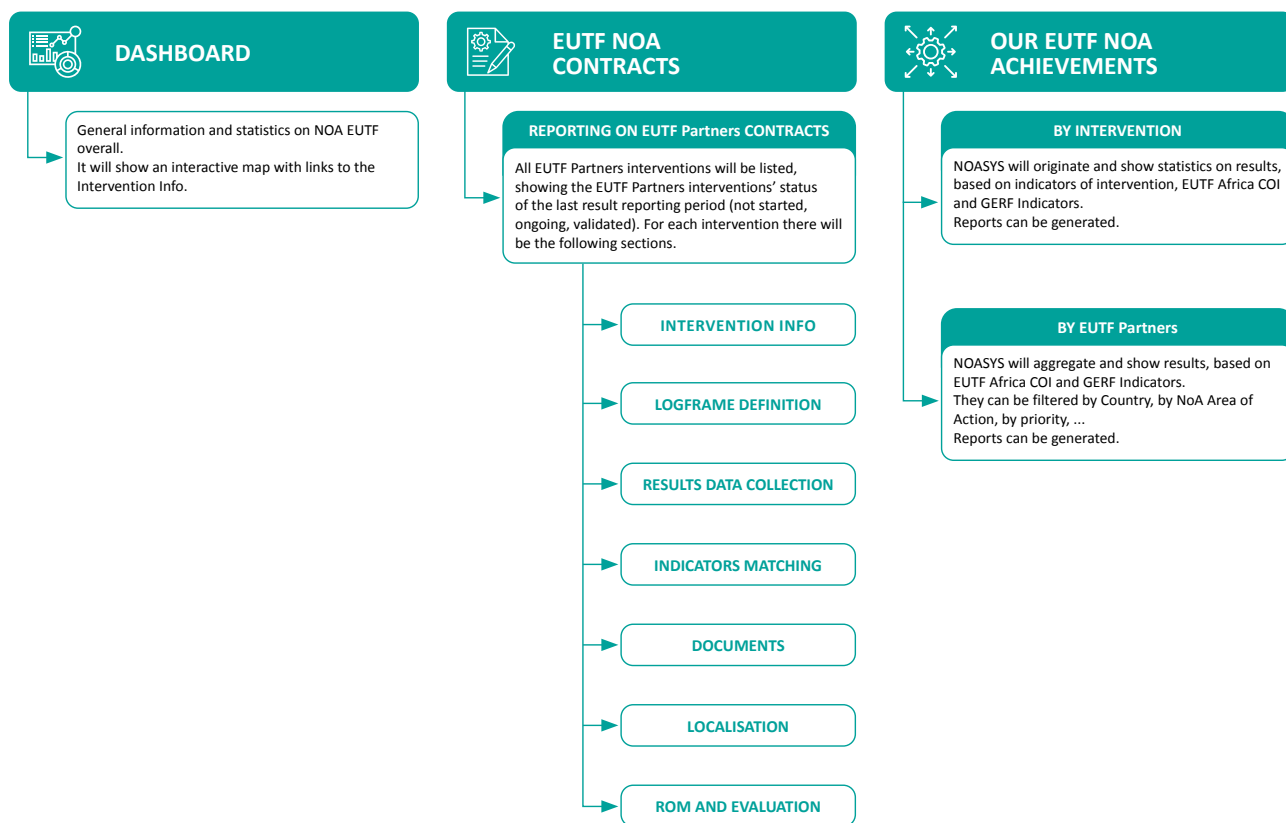 DASHBOARD
General information and statistics on NOA EUTF
overall.
It will show an interactive map with links to the
Intervention Info.
EUTF NOA
CONTRACTS
REPORTING ON EUTF Partners CONTRACTS
All EUTF Partners interventions will be listed,
showing the EUTF Partners interventions’ status
of the last result reporting period (not started,
ongoing, validated). For each intervention there will
be the following sections.
INTERVENTION INFO
LOGFRAME DEFINITION
RESULTS DATA COLLECTION
INDICATORS MATCHING
DOCUMENTS
LOCALISATION
ROM AND EVALUATION
OUR EUTF NOA
ACHIEVEMENTS
BY INTERVENTION
NOASYS will originate and show statistics on results,
based on indicators of intervention, EUTF Africa COI
and GERF Indicators.
Reports can be generated.
BY EUTF Partners
NOASYS will aggregate and show results, based on
EUTF Africa COI and GERF Indicators.
They can be filtered by Country, by NoA Area of
Action, by priority, ...
Reports can be generated.